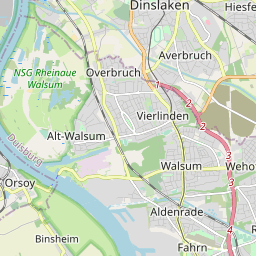 Dinslaken
Hiesfe
Averbruch
NSG Rheinaue
Walsum
Overbruch
1
2
Vierlinden
2
Alt-Walsum
Duisburg
3
Walsum
Weho
3
Orsoy
Aldenrade
4
Binsheim
Fahrn
R